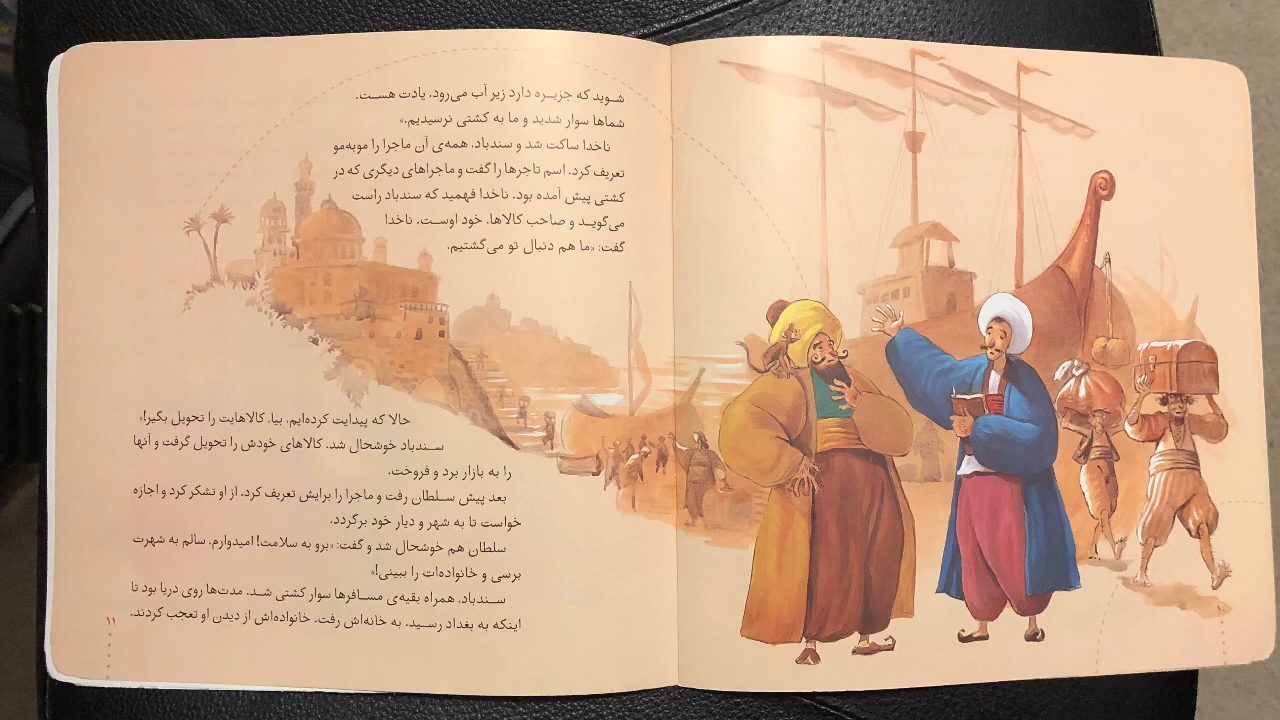 شوید که جزیره دارد زیر آب می‌رود. یادت هست.
شماها سوار شدید و ما به کشتی نرسیدیم.»
ناخدا ساکت شد و سندباد، همه‌ی آن ماجرا را موبه‌مو
تعریف کرد. اسم تاجرها را گفت و ماجراهای دیگری که در
کشتی پیش آمده بود. ناخدا فهمید که سندباد راست
می‌گوید و صاحب کالاها، خود اوست. ناخدا
گفت: «ما هم دنبال تو می‌گشتیم.
حالا که پیدایت کرده‌ایم، بیا، کالاهایت را تحویل بگیر!»
سندباد خوشحال شد. کالاهای خودش را تحویل گرفت و آنها
را به بازار برد و فروخت.
بعد پیش سلطان رفت و ماجرا را برایش تعریف کرد. از او تشکر کرد و اجازه
خواست تا به شهر و دیار خود برگردد.
سلطان هم خوشحال شد و گفت: «برو به سلامت! امیدوارم، سالم به شهرت
برسی و خانواده‌ات را ببینی!»
سندباد، همراه بقیه‌ی مسافرها سوار کشتی شد. مدت‌ها روی دریا بود تا
اینکه به بغداد رسید. به خانه‌اش رفت. خانواده‌اش از دیدن او تعجب کردند.
۱۱